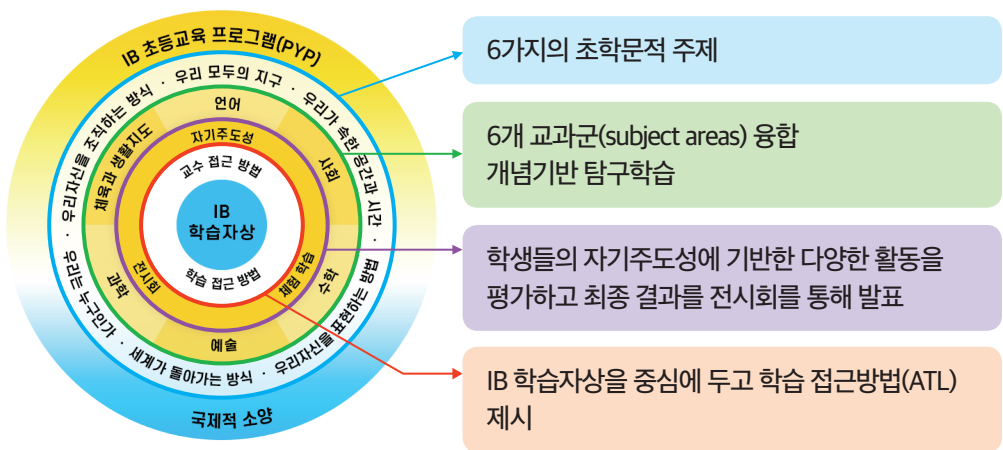 IB 초등교육 프로그램(PYP)
우리 모두의 지구 · 우리가 속한 공간과 시간 · 우리자신을 표현하는 방법 · 세계가 돌아가는 방식 · 우리는 누구인가 · 우리자신을 조직하는 방식 ·
언어
사회
수학
예술
과학
체육과 생활지도
자기주도성
체험 학습
전시회
교수 접근 방법
IB
학습자상
학습 접근 방법
국제적 소양
6가지의 초학문적 주제
6개 교과군(subject areas) 융합
개념기반 탐구학습
학생들의 자기주도성에 기반한 다양한 활동을
평가하고 최종 결과를 전시회를 통해 발표
IB 학습자상을 중심에 두고 학습 접근방법(ATL)
제시